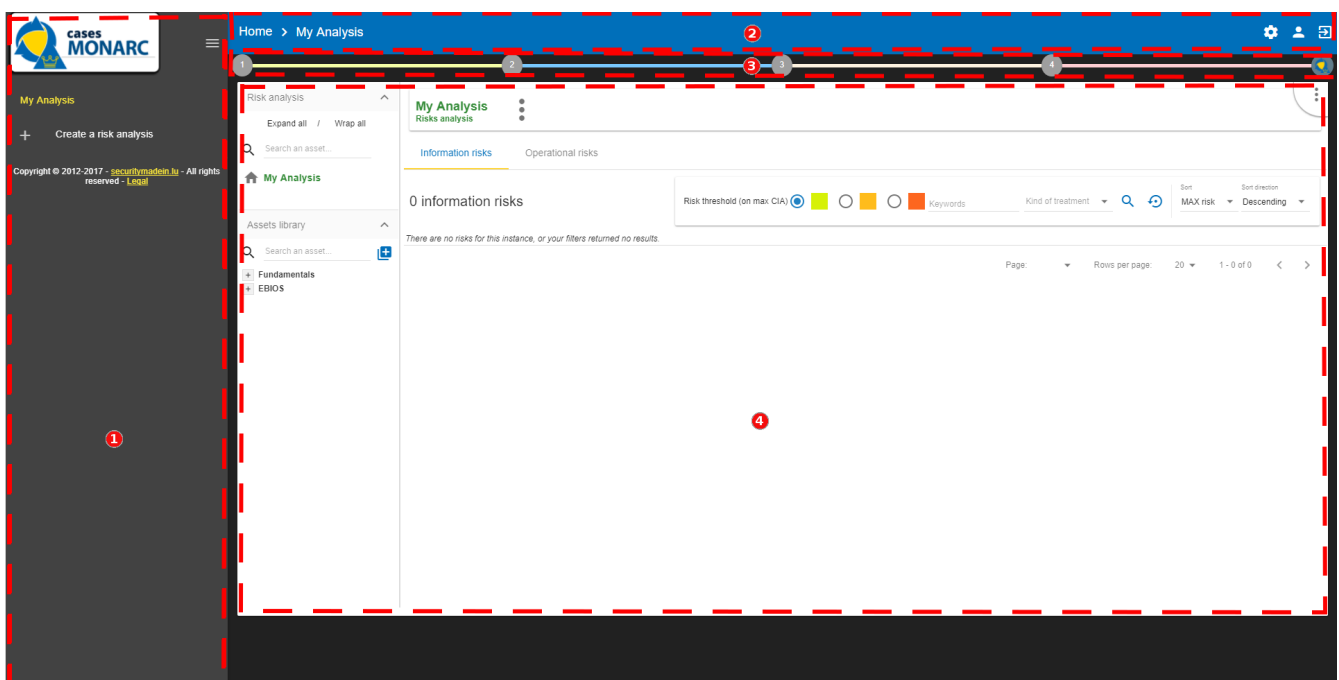 cases
MONARC
My Analysis
Create a risk analysis
Copyright © 2012-2017 - securitymadein.lu - All rights
reserved - Legal
1
Home > My Analysis
2
1
2
3
3
4
Risk analysis
Expand all / Wrap all
Search an asset...
My Analysis
Assets library
Search an asset...
+ Fundamentals
+ EBIOS
My Analysis
Risks analysis
Information risks
Operational risks
0 information risks
Risk threshold (on max CIA)
Keywords
Kind of treatment
Sort
MAX risk
Sort direction
Descending
There are no risks for this instance, or your filters returned no results.
Page:
Rows per page:
20
1 - 0 of 0
4